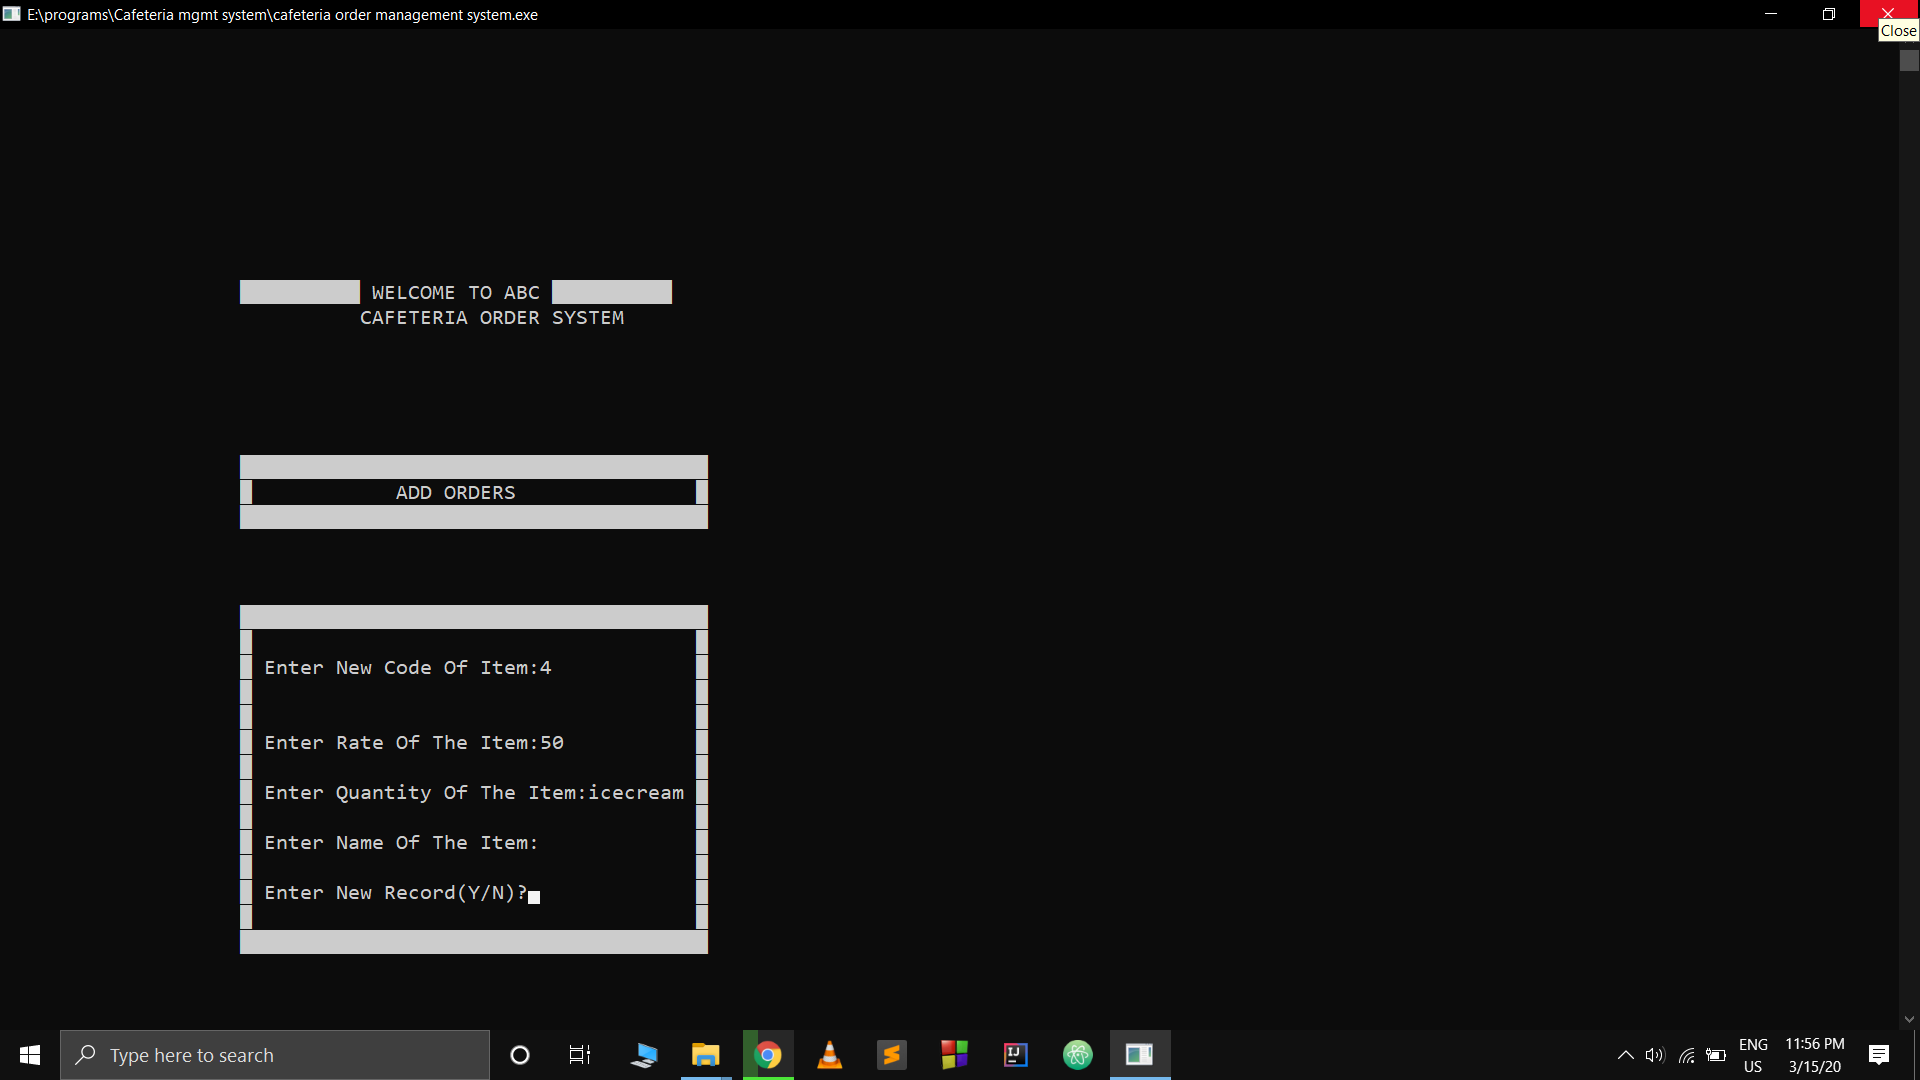 E:\programs\Cafeteria mgmt system\cafeteria order management system.exe
Close
WELCOME TO ABC
CAFETERIA ORDER SYSTEM
ADD ORDERS
Enter New Code Of Item:4
Enter Rate Of The Item:50
Enter Quantity Of The Item:icecream
Enter Name Of The Item:
Enter New Record(Y/N)?
Type here to search
IJ
ENG
US
11:56 PM
3/15/20